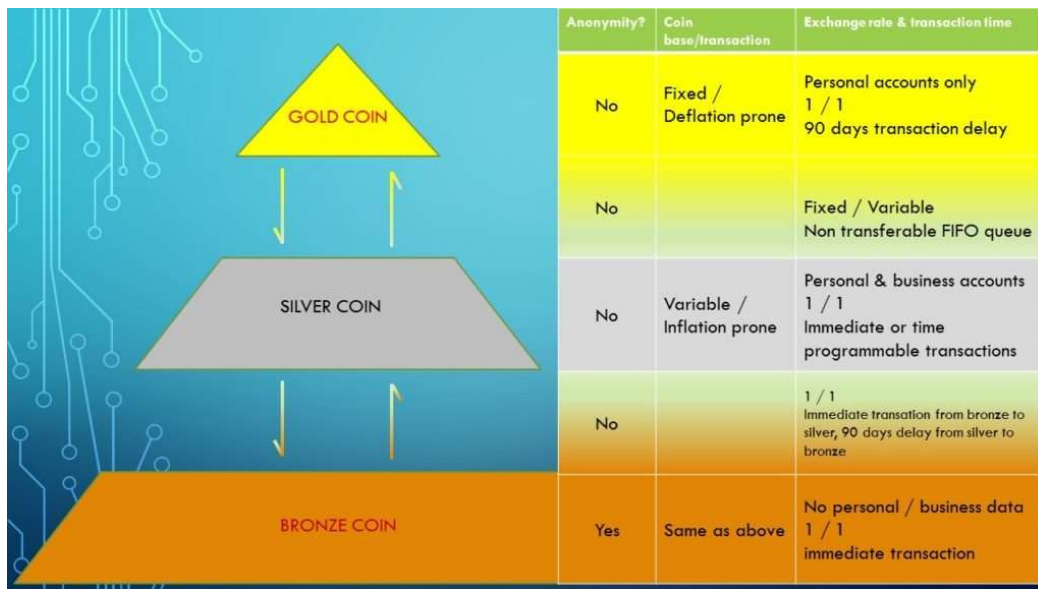 Anonymity?
Coin
base/transaction
Exchange rate & transaction time
GOLD COIN
No
Fixed /
Deflation prone
Personal accounts only
1 / 1
90 days transaction delay
No
Fixed / Variable
Non transferable FIFO queue
SILVER COIN
No
Variable /
Inflation prone
Personal & business accounts
1 / 1
Immediate or time
programmable transactions
No
1 / 1
Immediate transation from bronze to
silver, 90 days delay from silver to
bronze
BRONZE COIN
Yes
Same as above
No personal / business data
1 / 1
immediate transaction